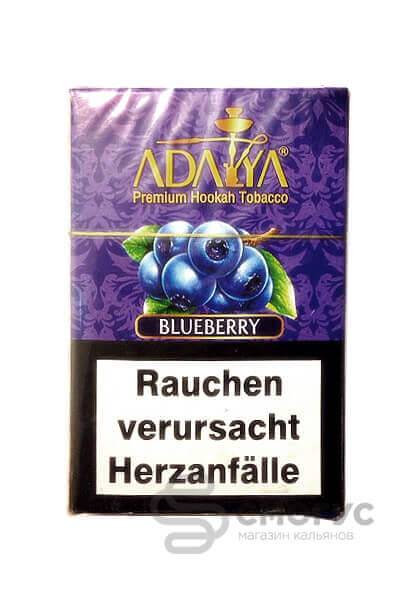 ADALYA®
Premium Hookah Tobacco
BLUEBERRY
Rauchen
verursacht
Herzanfälle
СМОГУС
магазин кальянов